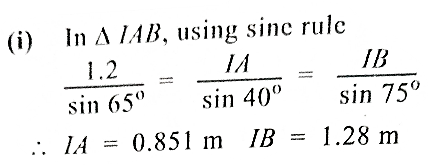 (i) In Δ IAB, using sine rule
1.2 / sin 65° = IA / sin 40° = IB / sin 75°
∴ IA = 0.851 m IB = 1.28 m